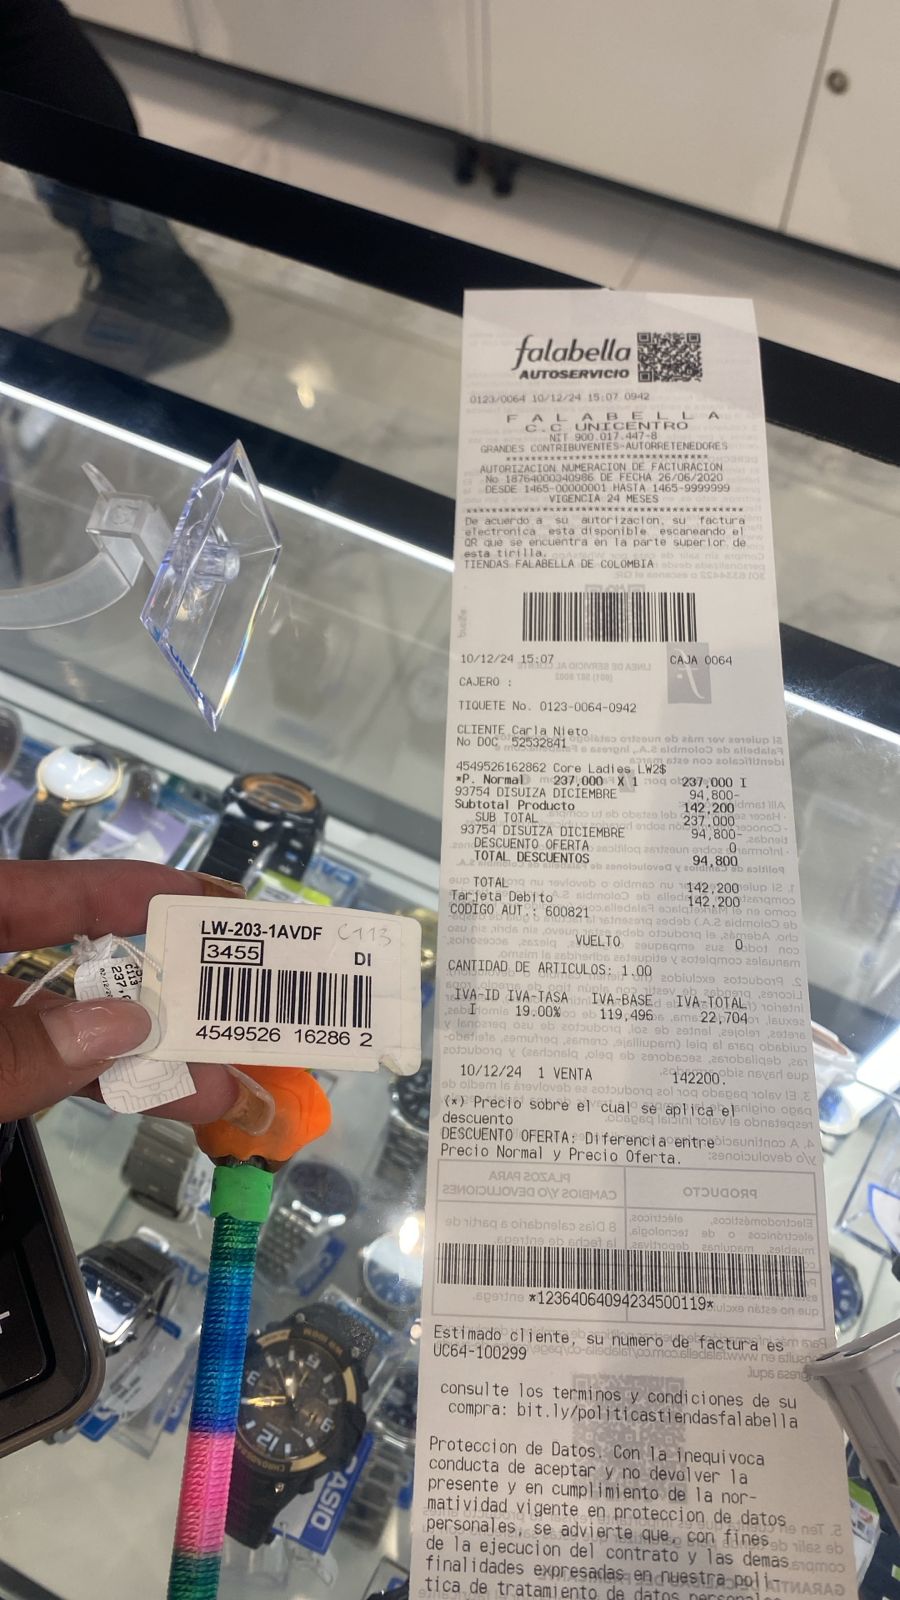 falabella
AUTOSERVICIO
0123/0064 10/12/24 15:07 0942
F A L A B E L L A
C.C UNICENTRO
NIT 900.017.447-8
GRANDES CONTRIBUYENTES-AUTORRETENEDORES
AUTORIZACION NUMERACION DE FACTURACION
No 18764000340986 DE FECHA 26/06/2020
DESDE 1465-00000001 HASTA 1465-9999999
VIGENCIA 24 MESES
De acuerdo a su autorizacion, su factura
electronica esta disponible escaneando el
QR que se encuentra en la parte superior de
esta tirilla.
TIENDAS FALABELLA DE COLOMBIA
10/12/24 15:07 CAJA 0064
CAJERO :
TIQUETE No. 0123-0064-0942
CLIENTE Carla Nieto
No DOC 52532841
4549526162862 Core Ladies LW2$
*P. Normal 237,000 X 1 237,000 I
93754 DISUIZA DICIEMBRE 94,800-
Subtotal Producto 142,200
SUB TOTAL 237,000
93754 DISUIZA DICIEMBRE 94,800-
DESCUENTO OFERTA 0
TOTAL DESCUENTOS 94,800
TOTAL 142,200
Tarjeta Debito 142,200
CODIGO AUT.: 600821
VUELTO 0
CANTIDAD DE ARTICULOS: 1.00
IVA-ID IVA-TASA IVA-BASE IVA-TOTAL
I 19.00% 119,496 22,704
10/12/24 1 VENTA 142200.
(*) Precio sobre el cual se aplica el
descuento
DESCUENTO OFERTA: Diferencia entre
Precio Normal y Precio Oferta.
*12364064094234500119*
Estimado cliente, su numero de factura es
UC64-100299
consulte los terminos y condiciones de su
compra: bit.ly/politicastiendasfalabella
Proteccion de Datos. Con la inequivoca
conducta de aceptar y no devolver la
presente y en cumplimiento de la nor-
matividad vigente en proteccion de datos
personales, se advierte que, con fines
de la ejecucion del contrato y las demas
finalidades expresadas en nuestra poli-
tica de tratamiento de datos
LW-203-1AVDF C113
3455 DI
4549526 16286 2
CASIO